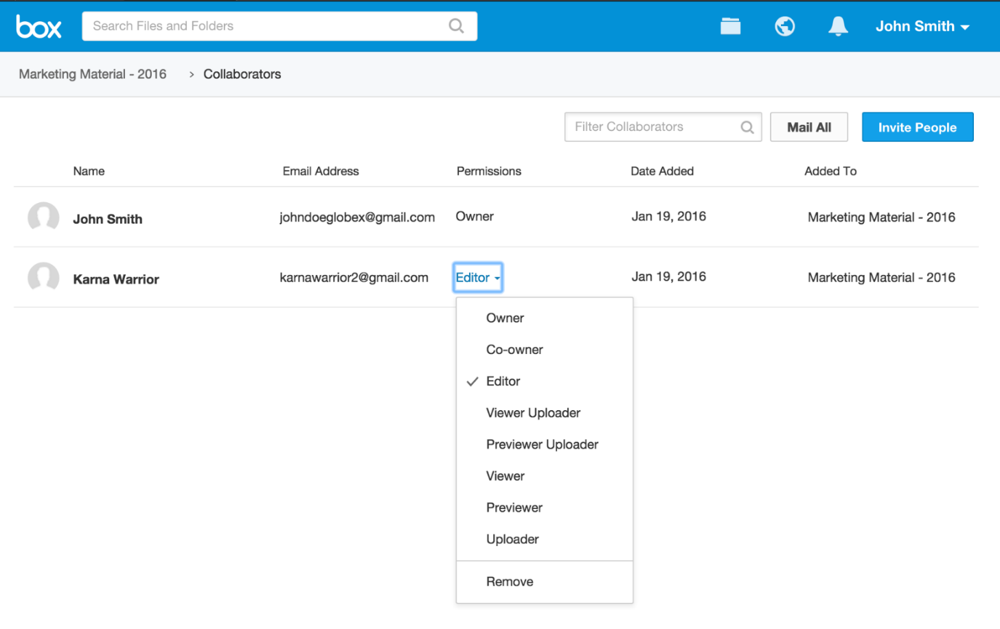 box
Search Files and Folders
John Smith
Marketing Material - 2016 > Collaborators
Filter Collaborators
Mail All
Invite People
Name Email Address Permissions Date Added Added To
John Smith johndoeglobex@gmail.com Owner Jan 19, 2016 Marketing Material - 2016
Karna Warrior karnawarrior2@gmail.com Editor Jan 19, 2016 Marketing Material - 2016
Owner
Co-owner
Editor
Viewer Uploader
Previewer Uploader
Viewer
Previewer
Uploader
Remove